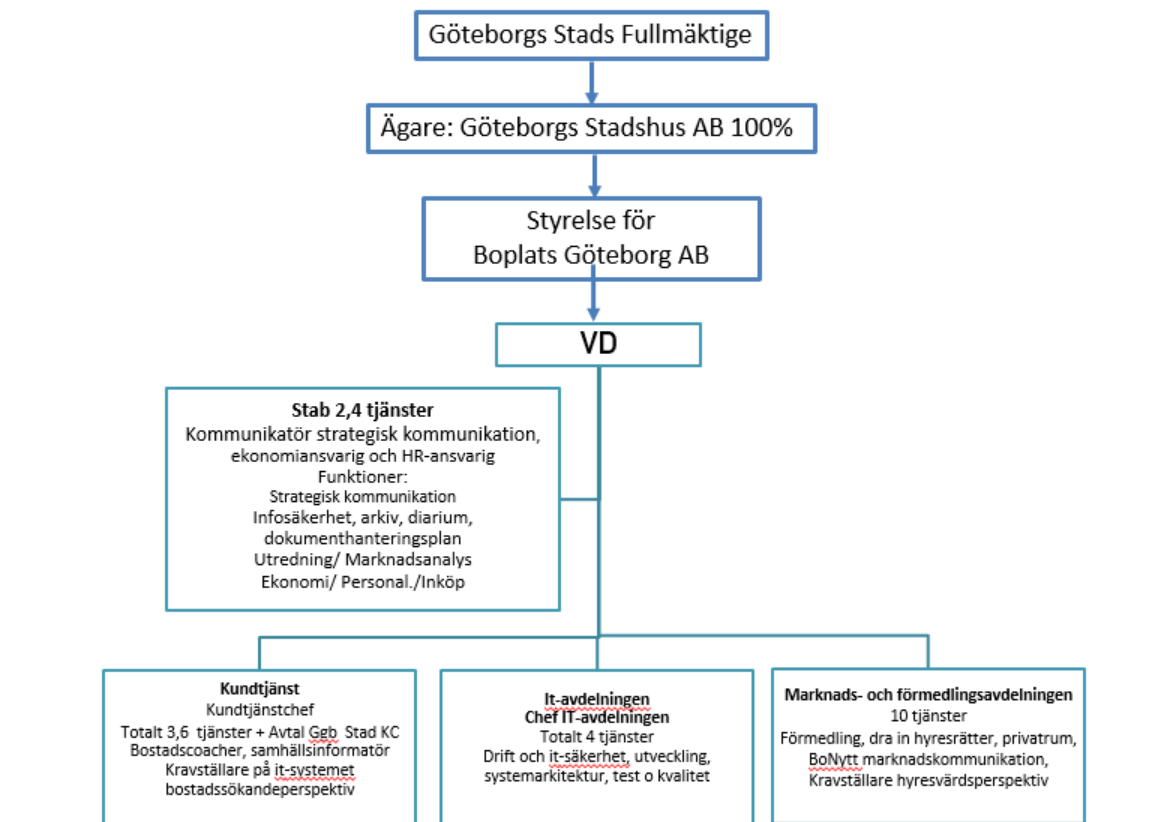 Göteborgs Stads Fullmäktige
Ägare: Göteborgs Stadshus AB 100%
Styrelse för
Boplats Göteborg AB
VD
Stab 2,4 tjänster
Kommunikatör strategisk kommunikation,
ekonomiansvarig och HR-ansvarig
Funktioner:
Strategisk kommunikation
Infosäkerhet, arkiv, diarium,
dokumenthanteringsplan
Utredning/ Marknadsanalys
Ekonomi/ Personal./Inköp
Kundtjänst
Kundtjänstchef
Totalt 3,6 tjänster + Avtal Ggb Stad KC
Bostadscoacher, samhällsinformatör
Kravställare på it-systemet
bostadssökandeperspektiv
It-avdelningen
Chef IT-avdelningen
Totalt 4 tjänster
Drift och it-säkerhet, utveckling,
systemarkitektur, test o kvalitet
Marknads- och förmedlingsavdelningen
10 tjänster
Förmedling, dra in hyresrätter, privatrum,
BoNytt marknadskommunikation,
Kravställare hyresvärdsperspektiv